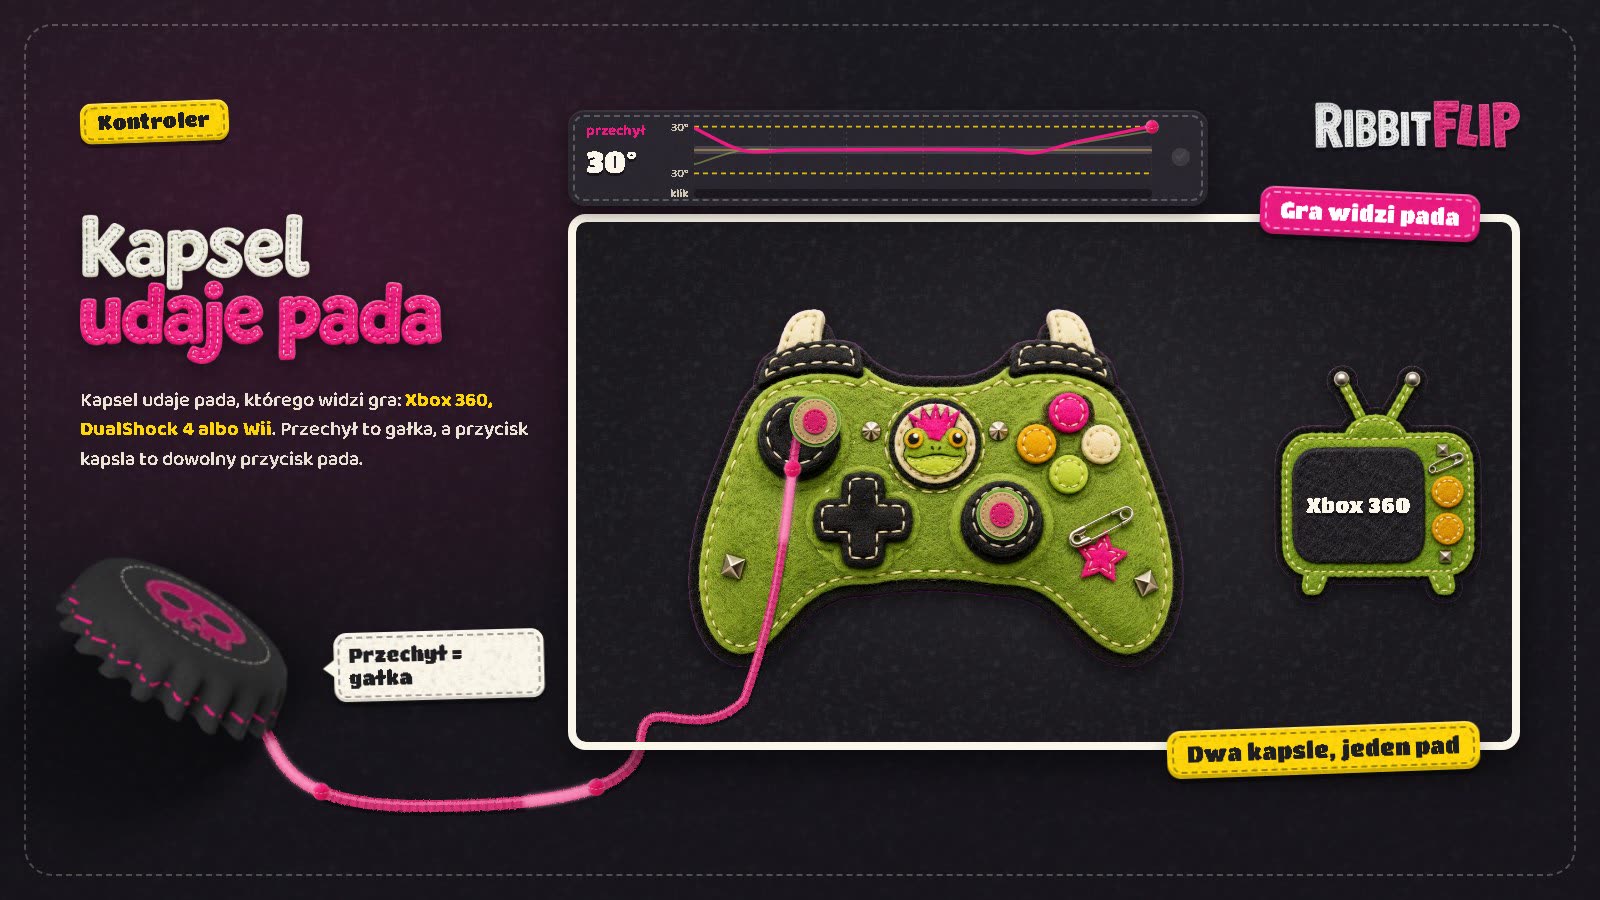 Kontroler
przechył
30°
30°
30°
klik
RIBBITFLIP
Gra widzi pada
Kapsel
udaje pada
Kapsel udaje pada, którego widzi gra: Xbox 360,
DualShock 4 albo Wii. Przechył to gałka, a przycisk
kapsla to dowolny przycisk pada.
Xbox 360
Przechył =
gałka
Dwa kapsle, jeden pad